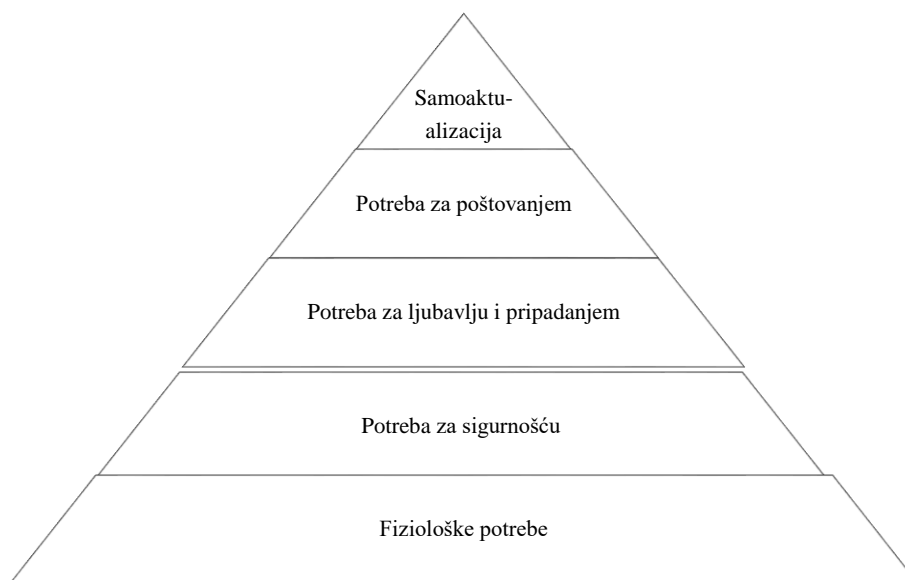 Samoaktu-
alizacija
Potreba za poštovanjem
Potreba za ljubavlju i pripadanjem
Potreba za sigurnošću
Fiziološke potrebe